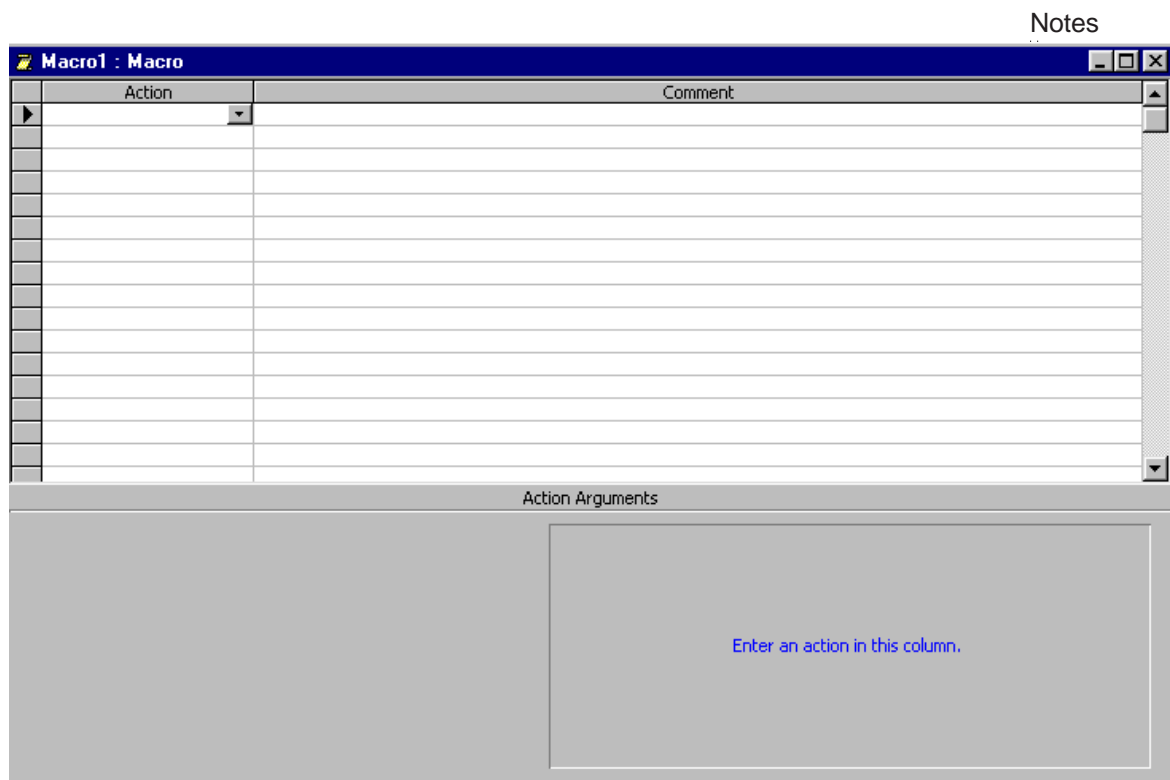 Notes
Macro1 : Macro
Action Comment
Action Arguments
Enter an action in this column.